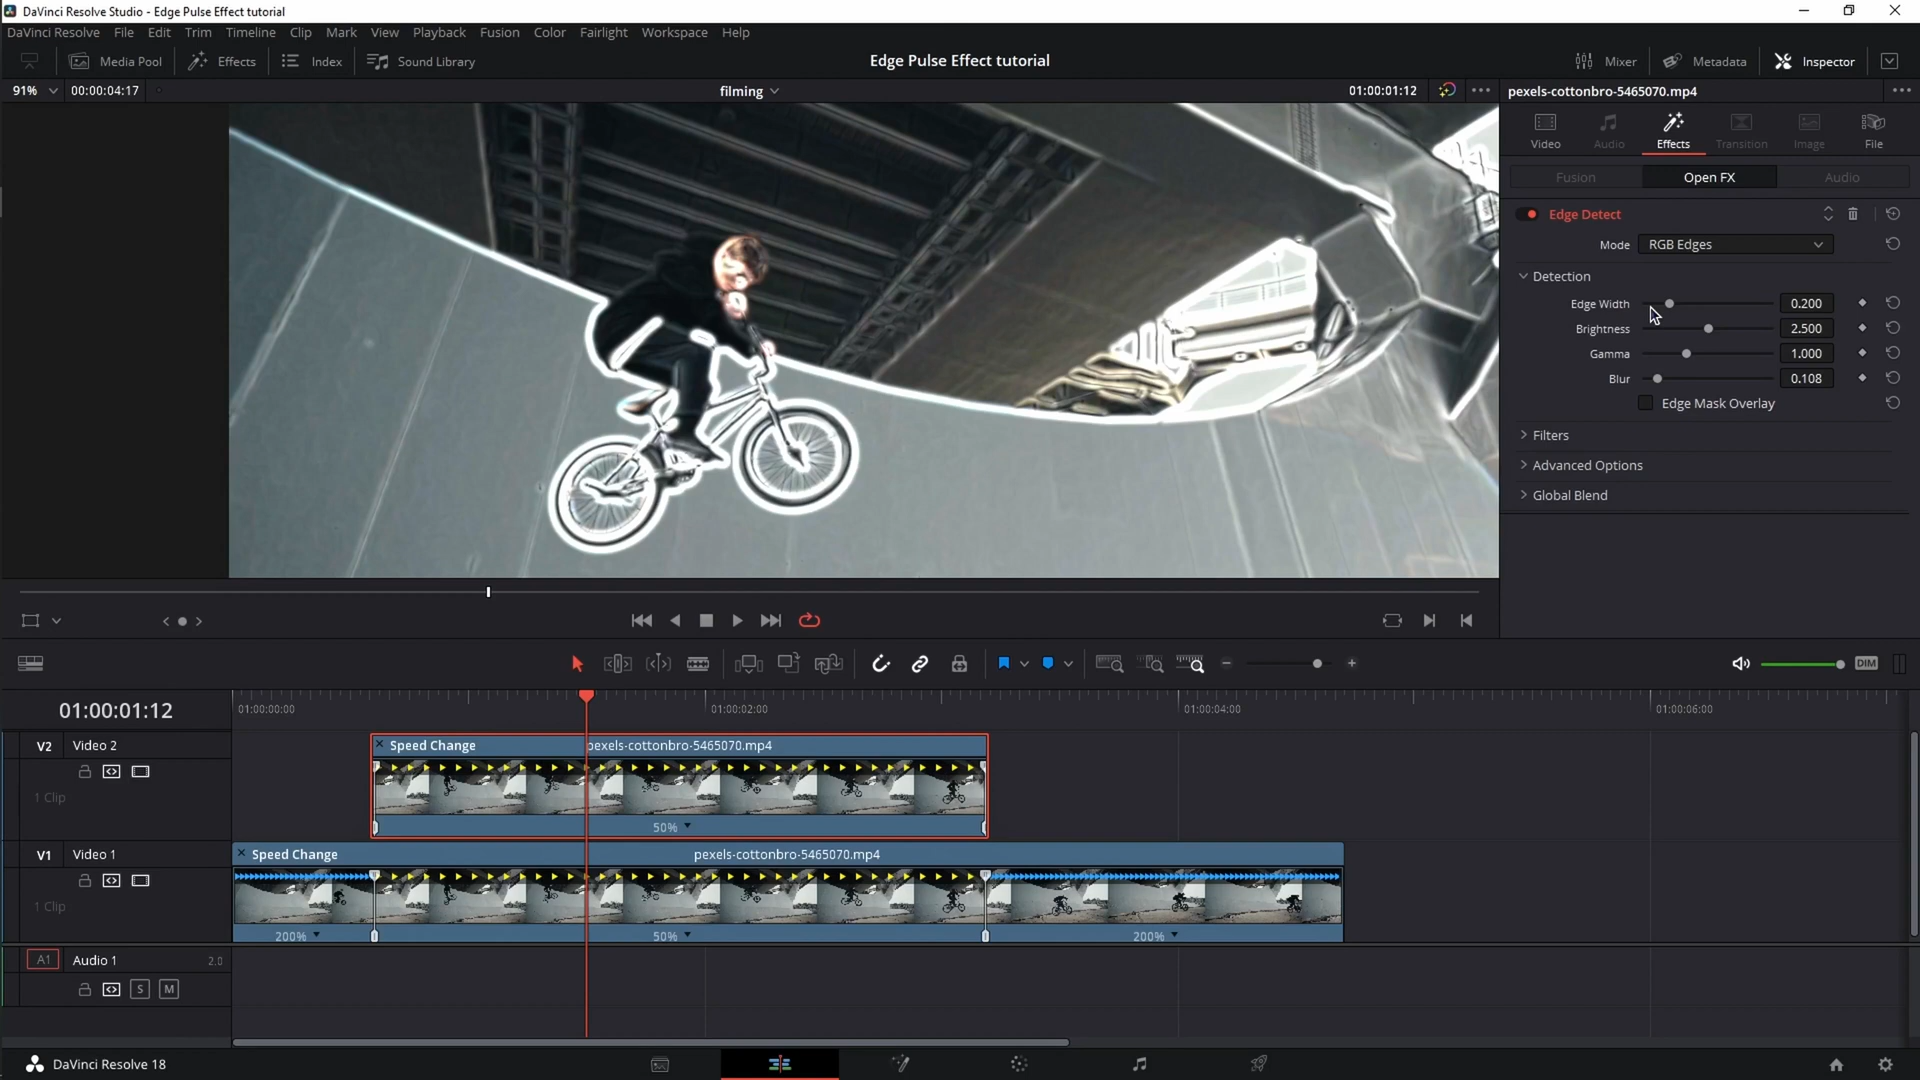 DaVinci Resolve Studio - Edge Pulse Effect tutorial
DaVinci Resolve File Edit Trim Timeline Clip Mark View Playback Fusion Color Fairlight Workspace Help
Media Pool Effects Index Sound Library Edge Pulse Effect tutorial Mixer Metadata Inspector
91% 00:00:04:17 filming 01:00:01:12 pexels-cottonbro-5465070.mp4
Video Audio Effects Transition Image File
Fusion Open FX Audio
Edge Detect
Mode RGB Edges
Detection
Edge Width 0.200
Brightness 2.500
Gamma 1.000
Blur 0.108
Edge Mask Overlay
Filters
Advanced Options
Global Blend
DIM
01:00:01:12 01:00:00:00 01:00:02:00 01:00:04:00 01:00:06:00
V2 Video 2 Speed Change pexels-cottonbro-5465070.mp4
1 Clip
50%
V1 Video 1 Speed Change pexels-cottonbro-5465070.mp4
1 Clip
200% 50% 200%
A1 Audio 1 2.0
S M
DaVinci Resolve 18